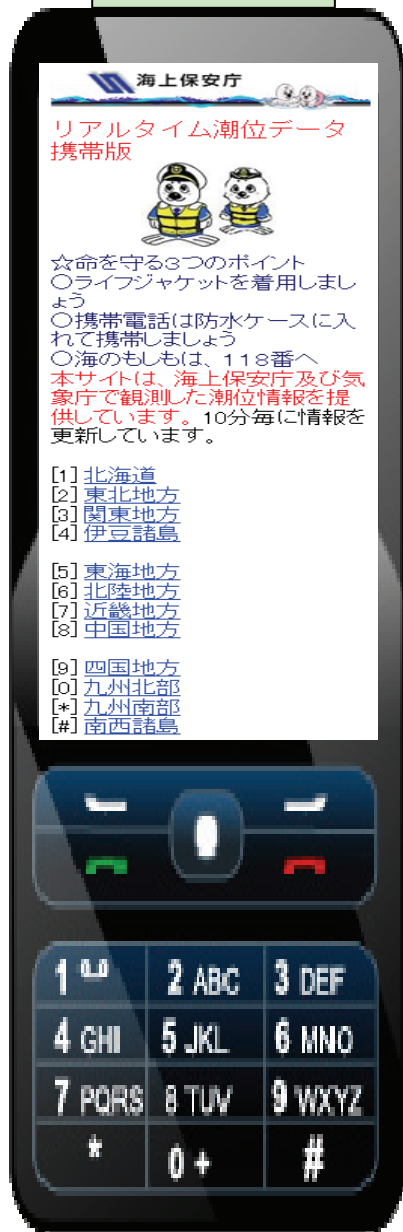 海上保安庁
リアルタイム潮位データ
携帯版
☆命を守る3つのポイント
○ライフジャケットを着用しまし
ょう
○携帯電話は防水ケースに入
れて携帯しましょう
○海のもしもは、118番へ
本サイトは、海上保安庁及び気
象庁で観測した潮位情報を提
供しています。10分毎に情報を
更新しています。
[1] 北海道
[2] 東北地方
[3] 関東地方
[4] 伊豆諸島
[5] 東海地方
[6] 北陸地方
[7] 近畿地方
[8] 中国地方
[9] 四国地方
[0] 九州北部
[*] 九州南部
[#] 南西諸島
1 2 ABC 3 DEF
4 GHI 5 JKL 6 MNO
7 PQRS 8 TUV 9 WXYZ
* 0 + #